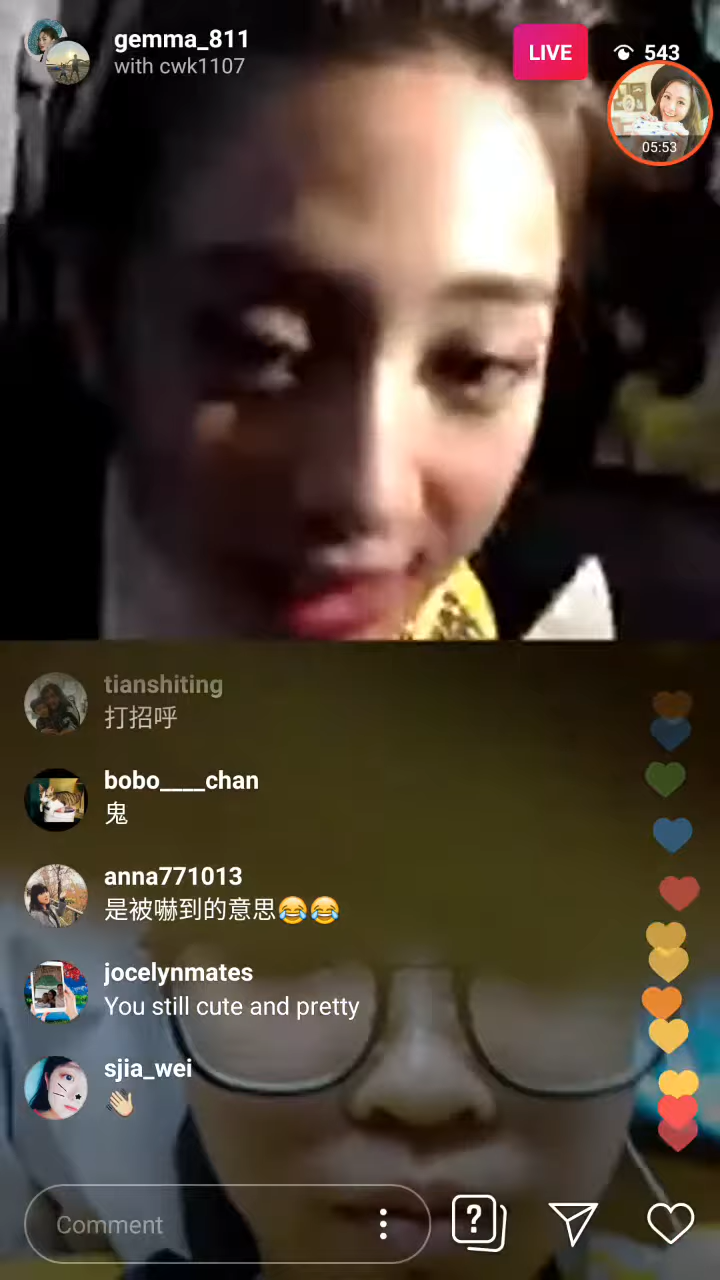 gemma_811
with cwk1107
LIVE
543
05:53
tianshiting
打招呼
bobo____chan
鬼
anna771013
是被嚇到的意思😂😂
jocelynmates
You still cute and pretty
sjia_wei
👋🏼
Comment
?